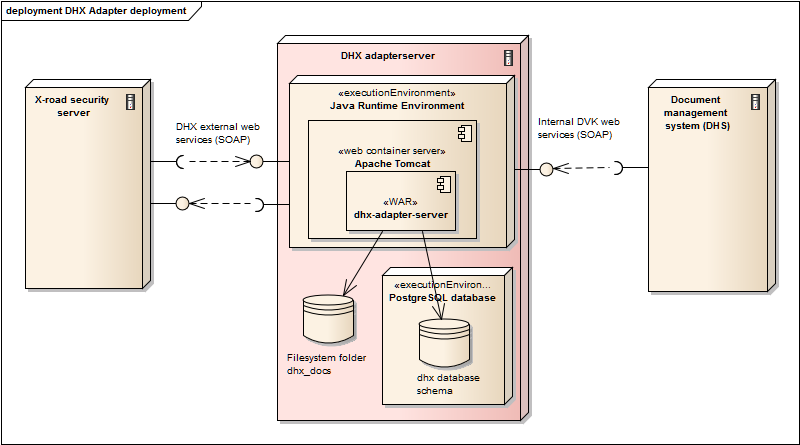 deployment DHX Adapter deployment
DHX adapterserver
X-road security
server
DHX external web
services (SOAP)
«executionEnvironment»
Java Runtime Environment
«web container server»
Apache Tomcat
«WAR»
dhx-adapter-server
Internal DVK web
services (SOAP)
Document
management
system (DHS)
«executionEnviron...
PostgreSQL database
Filesystem folder
dhx_docs
dhx database
schema